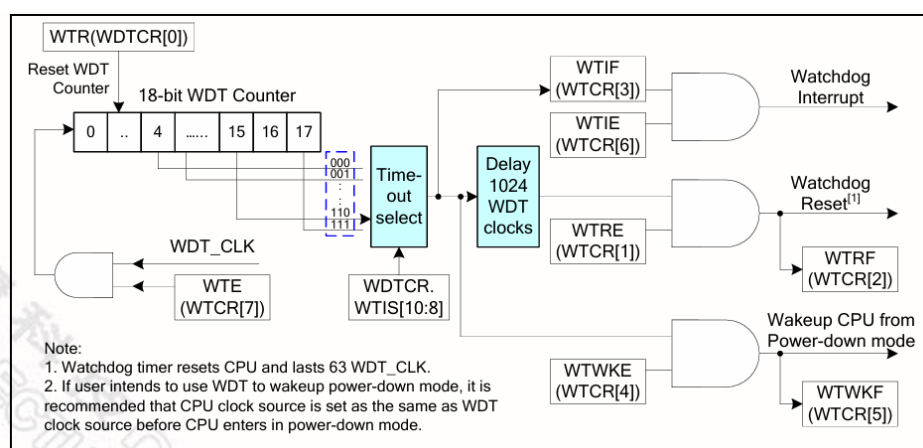 WTR(WDTCR[0])
Reset WDT
Counter
18-bit WDT Counter
0 .. 4 ...... 15 16 17
000
001
:
:
110
111
Time-
out
select
Delay
1024
WDT
clocks
WTIF
(WTCR[3])
WTIE
(WTCR[6])
Watchdog
Interrupt
WTRE
(WTCR[1])
Watchdog
Reset[1]
WTRF
(WTCR[2])
WDT_CLK
WTE
(WTCR[7])
WDTCR.
WTIS[10:8]
WTWKE
(WTCR[4])
Wakeup CPU from
Power-down mode
WTWKF
(WTCR[5])
Note:
1. Watchdog timer resets CPU and lasts 63 WDT_CLK.
2. If user intends to use WDT to wakeup power-down mode, it is
recommended that CPU clock source is set as the same as WDT
clock source before CPU enters in power-down mode.